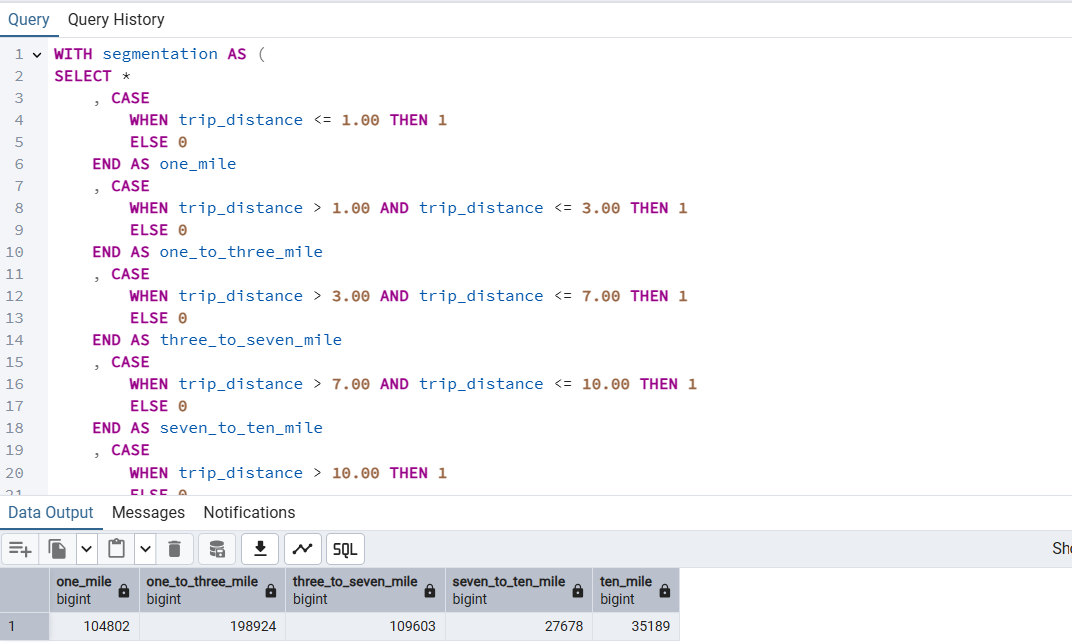 Query Query History
1 WITH segmentation AS (
2 SELECT *
3 , CASE
4 WHEN trip_distance <= 1.00 THEN 1
5 ELSE 0
6 END AS one_mile
7 , CASE
8 WHEN trip_distance > 1.00 AND trip_distance <= 3.00 THEN 1
9 ELSE 0
10 END AS one_to_three_mile
11 , CASE
12 WHEN trip_distance > 3.00 AND trip_distance <= 7.00 THEN 1
13 ELSE 0
14 END AS three_to_seven_mile
15 , CASE
16 WHEN trip_distance > 7.00 AND trip_distance <= 10.00 THEN 1
17 ELSE 0
18 END AS seven_to_ten_mile
19 , CASE
20 WHEN trip_distance > 10.00 THEN 1
21 ELSE 0
Data Output Messages Notifications
SQL Sho
one_mile one_to_three_mile three_to_seven_mile seven_to_ten_mile ten_mile
bigint bigint bigint bigint bigint
1 104802 198924 109603 27678 35189